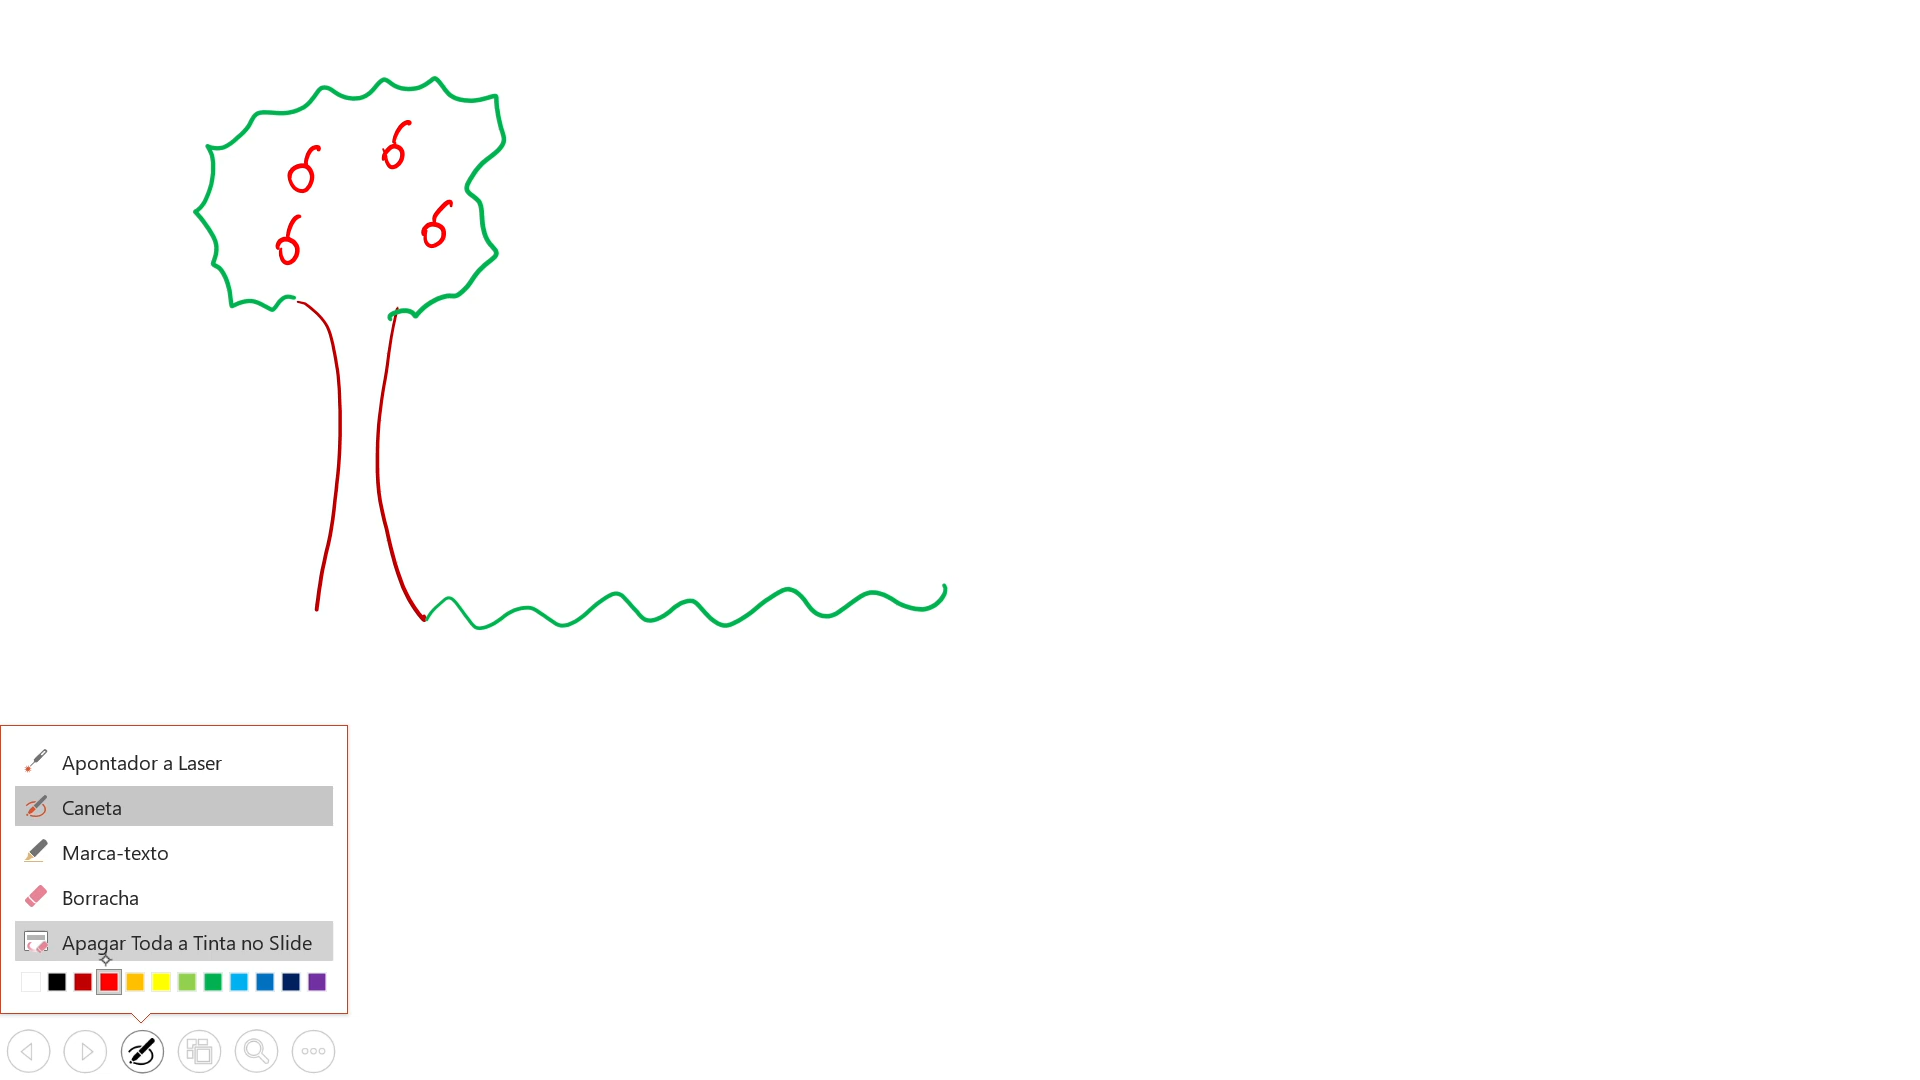 Apontador a Laser
Caneta
Marca-texto
Borracha
Apagar Toda a Tinta no Slide